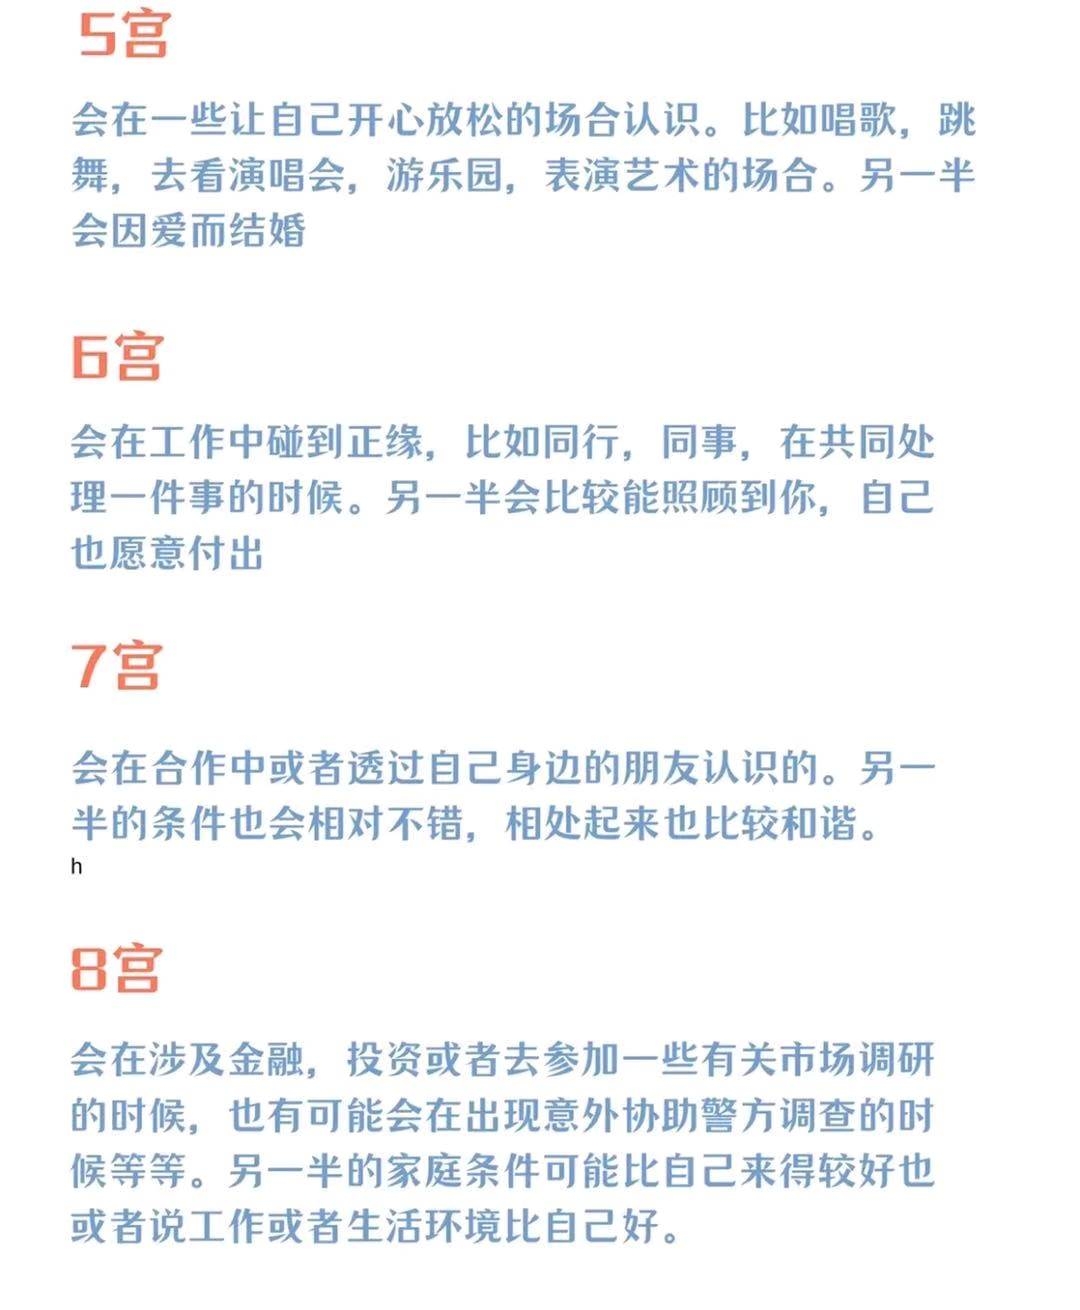 5宫
会在一些让自己开心放松的场合认识。比如唱歌，跳
舞，去看演唱会，游乐园，表演艺术的场合。另一半
会因爱而结婚
6宫
会在工作中碰到正缘，比如同行，同事，在共同处
理一件事的时候。另一半会比较能照顾到你，自己
也愿意付出
7宫
会在合作中或者透过自己身边的朋友认识的。另一
半的条件也会相对不错，相处起来也比较和谐。
h
8宫
会在涉及金融，投资或者去参加一些有关市场调研
的时候，也有可能会在出现意外协助警方调查的时
候等等。另一半的家庭条件可能比自己来得较好也
或者说工作或者生活环境比自己好。